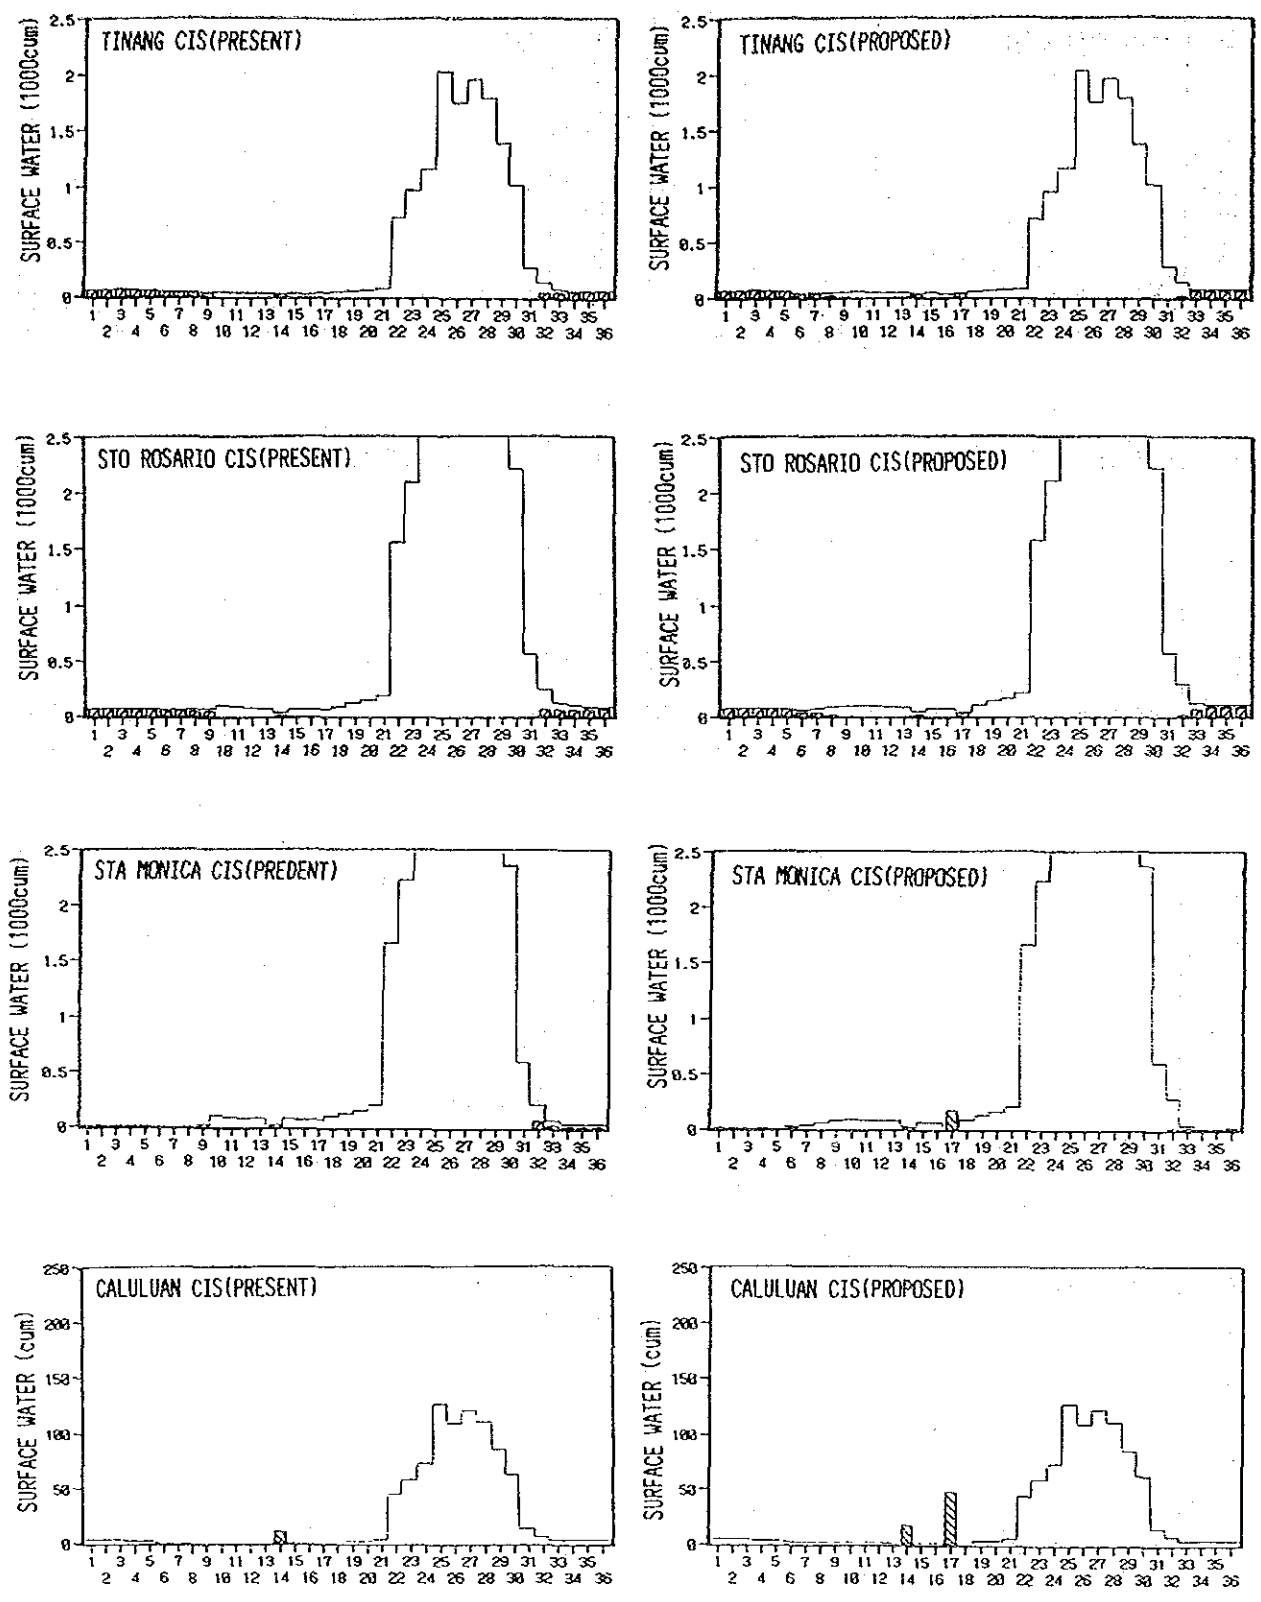 TINANG CIS(PRESENT)
SURFACE WATER (1000cum)
2.5
2
1.5
1
0.5
0
1 3 5 7 9 11 13 15 17 19 21 23 25 27 29 31 33 35
2 4 6 8 10 12 14 16 18 20 22 24 26 28 30 32 34 36
TINANG CIS(PROPOSED)
SURFACE WATER (1000cum)
2.5
2
1.5
1
0.5
0
1 3 5 7 9 11 13 15 17 19 21 23 25 27 29 31 33 35
2 4 6 8 10 12 14 16 18 20 22 24 26 28 30 32 34 36
STO ROSARIO CIS(PRESENT)
SURFACE WATER (1000cum)
2.5
2
1.5
1
0.5
0
1 3 5 7 9 11 13 15 17 19 21 23 25 27 29 31 33 35
2 4 6 8 10 12 14 16 18 20 22 24 26 28 30 32 34 36
STO ROSARIO CIS(PROPOSED)
SURFACE WATER (1000cum)
2.5
2
1.5
1
0.5
0
1 3 5 7 9 11 13 15 17 19 21 23 25 27 29 31 33 35
2 4 6 8 10 12 14 16 18 20 22 24 26 28 30 32 34 36
STA MONICA CIS(PREDENT)
SURFACE WATER (1000cum)
2.5
2
1.5
1
0.5
0
1 3 5 7 9 11 13 15 17 19 21 23 25 27 29 31 33 35
2 4 6 8 10 12 14 16 18 20 22 24 26 28 30 32 34 36
STA MONICA CIS(PROPOSED)
SURFACE WATER (1000cum)
2.5
2
1.5
1
0.5
0
1 3 5 7 9 11 13 15 17 19 21 23 25 27 29 31 33 35
2 4 6 8 10 12 14 16 18 20 22 24 26 28 30 32 34 36
CALULUAN CIS(PRESENT)
SURFACE WATER (cum)
250
200
150
100
50
0
1 3 5 7 9 11 13 15 17 19 21 23 25 27 29 31 33 35
2 4 6 8 10 12 14 16 18 20 22 24 26 28 30 32 34 36
CALULUAN CIS(PROPOSED)
SURFACE WATER (cum)
250
200
150
100
50
0
1 3 5 7 9 11 13 15 17 19 21 23 25 27 29 31 33 35
2 4 6 8 10 12 14 16 18 20 22 24 26 28 30 32 34 36